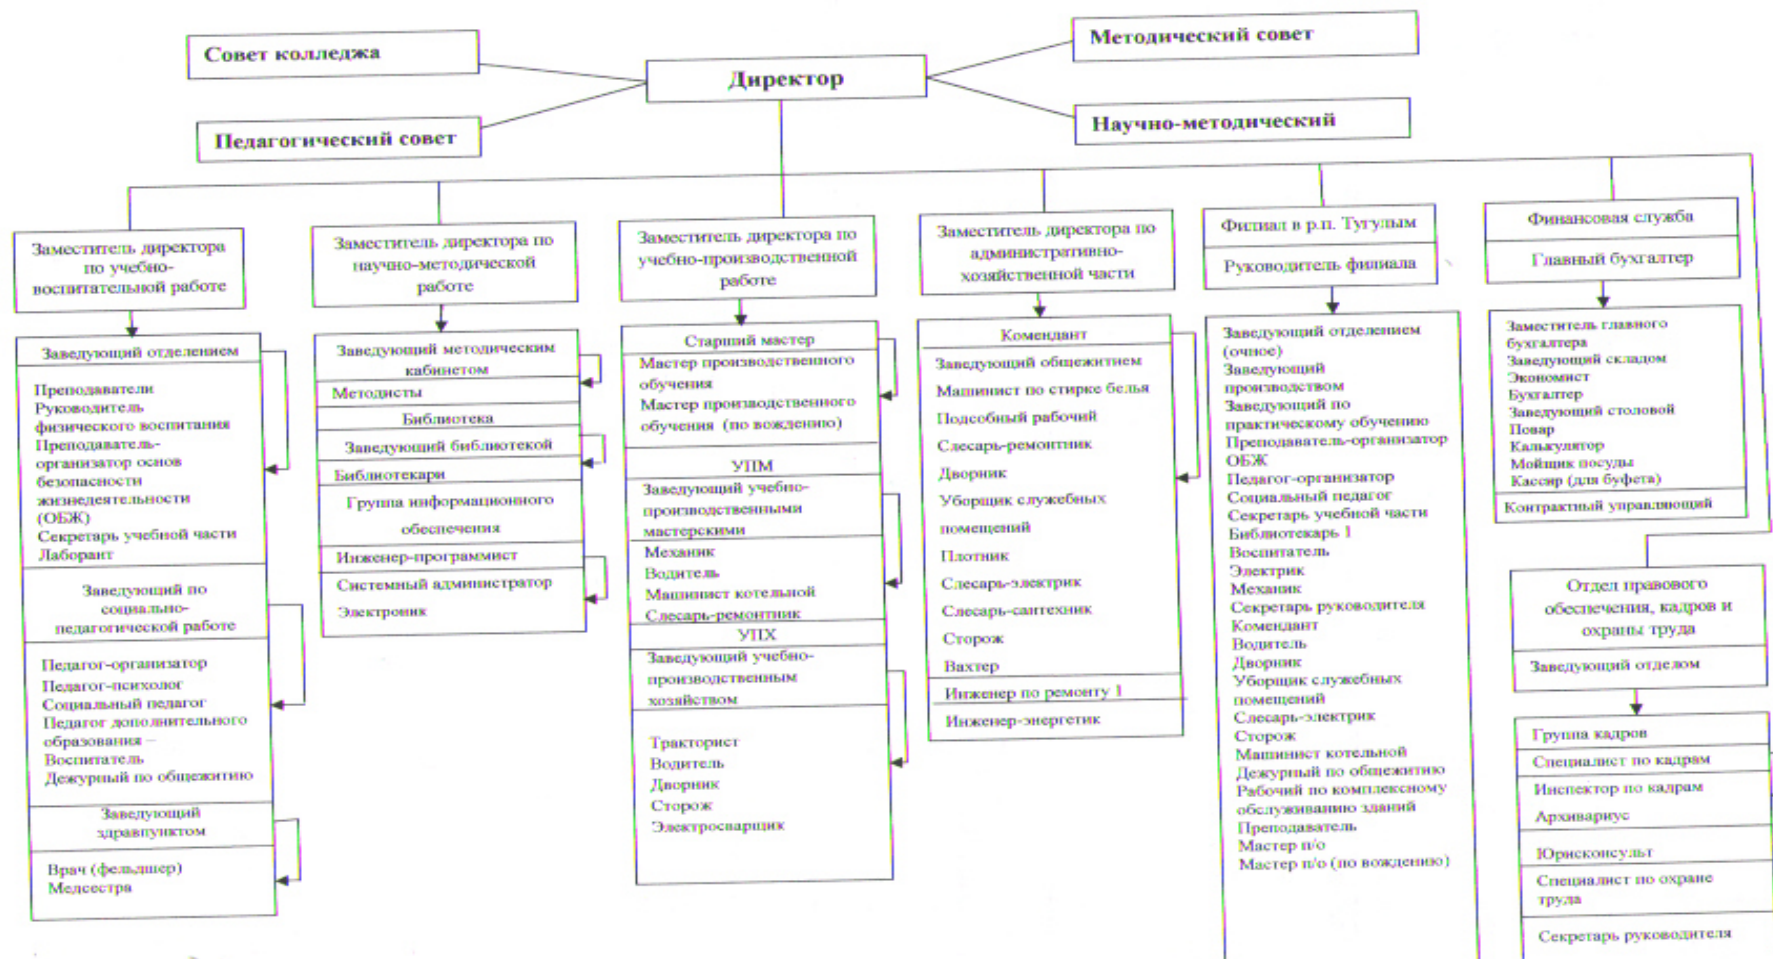 Совет колледжа
Методический совет
Директор
Педагогический совет
Научно-методический
Заместитель директора
по учебно-
воспитательной работе
Заведующий отделением
Преподаватели
Руководитель
физического воспитания
Преподаватель-
организатор основ
безопасности
жизнедеятельности
(ОБЖ)
Секретарь учебной части
Лаборант
Заведующий по
социально-
педагогической работе
Педагог-организатор
Педагог-психолог
Социальный педагог
Педагог дополнительного
образования –
Воспитатель
Дежурный по общежитию
Заведующий
здравпунктом
Врач (фельдшер)
Медсестра
Заместитель директора по
научно-методической
работе
Заведующий методическим
кабинетом
Методисты
Библиотека
Заведующий библиотекой
Библиотекари
Группа информационного
обеспечения
Инженер-программист
Системный администратор
Электроник
Заместитель директора по
учебно-производственной
работе
Старший мастер
Мастер производственного
обучения
Мастер производственного
обучения (по вождению)
УПМ
Заведующий учебно-
производственными
мастерскими
Механик
Водитель
Машинист котельной
Слесарь-ремонтник
УПХ
Заведующий учебно-
производственным
хозяйством
Тракторист
Водитель
Дворник
Сторож
Электросварщик
Заместитель директора по
административно-
хозяйственной части
Комендант
Заведующий общежитием
Машинист по стирке белья
Подсобный рабочий
Слесарь-ремонтник
Дворник
Уборщик служебных
помещений
Плотник
Слесарь-электрик
Слесарь-сантехник
Сторож
Вахтер
Инженер по ремонту 1
Инженер-энергетик
Филиал в р.п. Тугулым
Руководитель филиала
Заведующий отделением
(очное)
Заведующий
производством
Заведующий по
практическому обучению
Преподаватель-организатор
ОБЖ
Педагог-организатор
Социальный педагог
Секретарь учебной части
Библиотекарь 1
Воспитатель
Электрик
Механик
Секретарь руководителя
Комендант
Водитель
Дворник
Уборщик служебных
помещений
Слесарь-электрик
Сторож
Машинист котельной
Дежурный по общежитию
Рабочий по комплексному
обслуживанию зданий
Преподаватель
Мастер п/о
Мастер п/о (по вождению)
Финансовая служба
Главный бухгалтер
Заместитель главного
бухгалтера
Заведующий складом
Экономист
Бухгалтер
Заведующий столовой
Повар
Калькулятор
Мойщик посуды
Кассир (для буфета)
Контрактный управляющий
Отдел правового
обеспечения, кадров и
охраны труда
Заведующий отделом
Группа кадров
Специалист по кадрам
Инспектор по кадрам
Архивариус
Юрисконсульт
Специалист по охране
труда
Секретарь руководителя